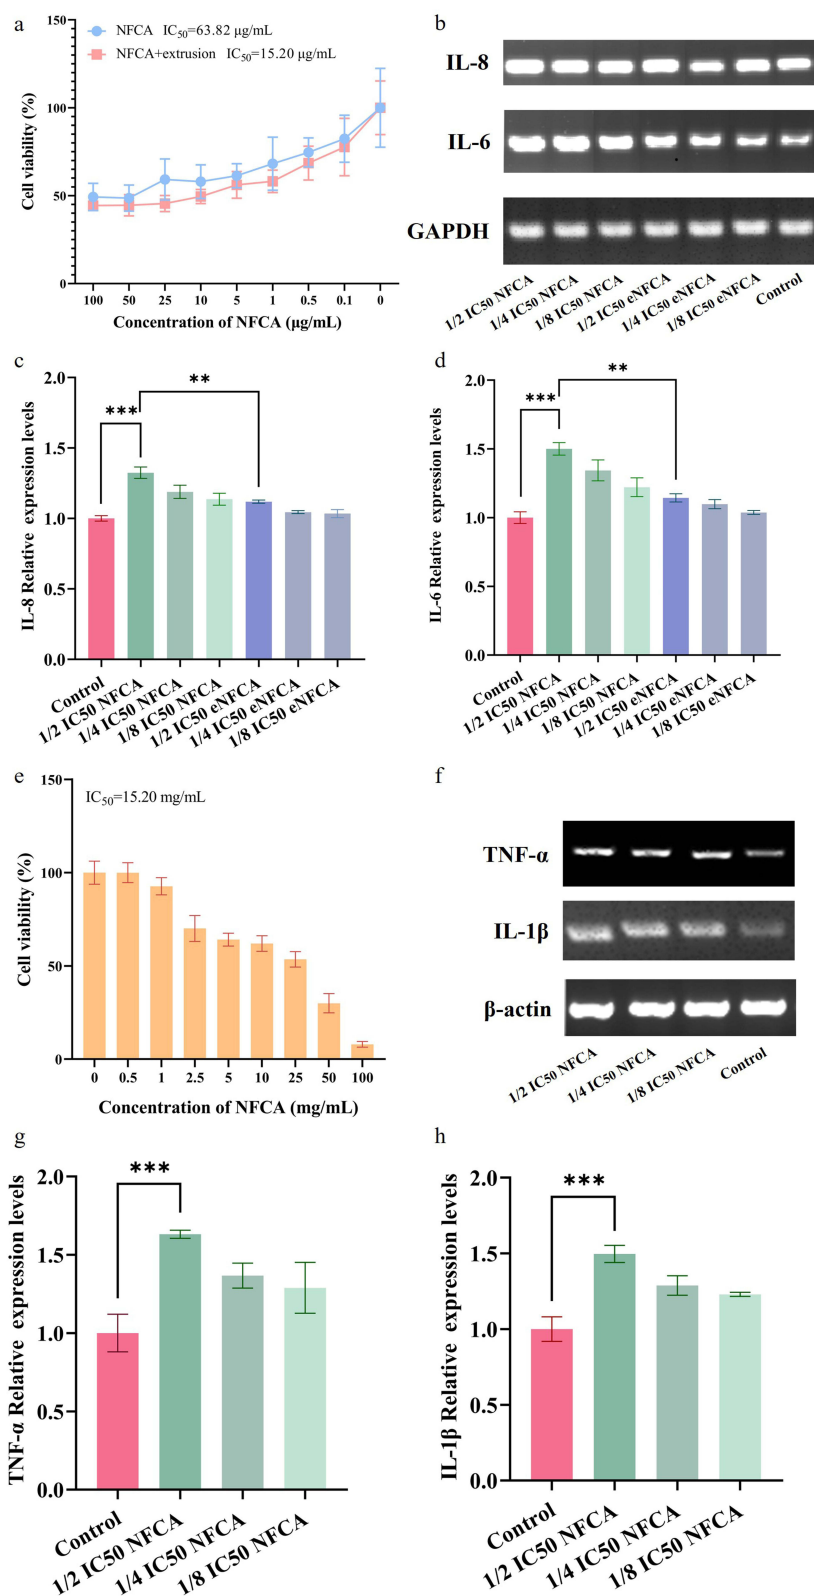 a
NFCA IC50=63.82 μg/mL
NFCA+extrusion IC50=15.20 μg/mL
Cell viability (%)
150
100
50
0
100 50 25 10 5 1 0.5 0.1 0
Concentration of NFCA (μg/mL)
b
IL-8
IL-6
GAPDH
1/2 IC50 NFCA
1/4 IC50 NFCA
1/8 IC50 NFCA
1/2 IC50 eNFCA
1/4 IC50 eNFCA
1/8 IC50 eNFCA
Control
c
IL-8 Relative expression levels
2.0
1.5
1.0
0.5
0.0
***
**
Control
1/2 IC50 NFCA
1/4 IC50 NFCA
1/8 IC50 NFCA
1/2 IC50 eNFCA
1/4 IC50 eNFCA
1/8 IC50 eNFCA
d
IL-6 Relative expression levels
2.0
1.5
1.0
0.5
0.0
***
**
Control
1/2 IC50 NFCA
1/4 IC50 NFCA
1/8 IC50 NFCA
1/2 IC50 eNFCA
1/4 IC50 eNFCA
1/8 IC50 eNFCA
e
IC50=15.20 mg/mL
Cell viability (%)
150
100
50
0
0 0.5 1 2.5 5 10 25 50 100
Concentration of NFCA (mg/mL)
f
TNF-α
IL-1β
β-actin
1/2 IC50 NFCA
1/4 IC50 NFCA
1/8 IC50 NFCA
Control
g
TNF-α Relative expression levels
2.0
1.5
1.0
0.5
0.0
***
Control
1/2 IC50 NFCA
1/4 IC50 NFCA
1/8 IC50 NFCA
h
IL-1β Relative expression levels
2.0
1.5
1.0
0.5
0.0
***
Control
1/2 IC50 NFCA
1/4 IC50 NFCA
1/8 IC50 NFCA